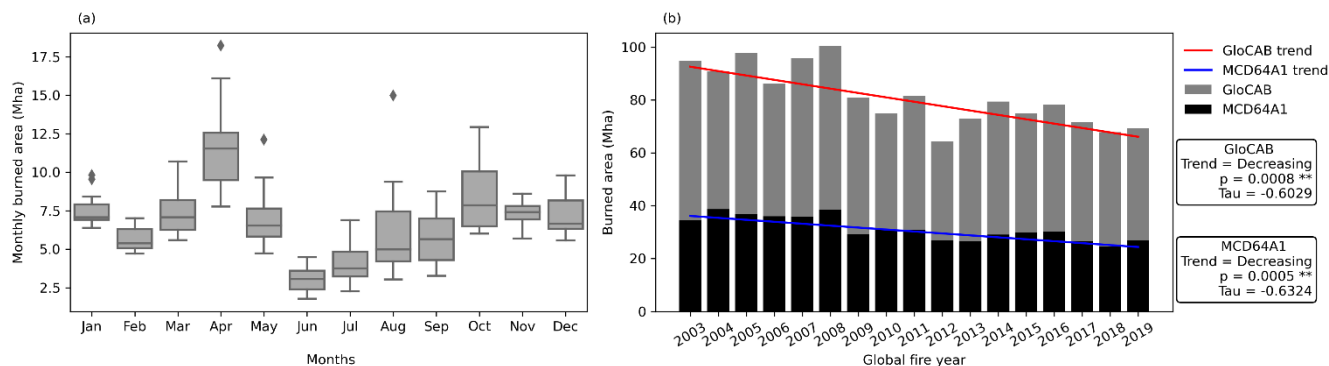 (a)
Monthly burned area (Mha)
17.5
15.0
12.5
10.0
7.5
5.0
2.5
Jan Feb Mar Apr May Jun Jul Aug Sep Oct Nov Dec
Months
(b)
Burned area (Mha)
100
80
60
40
20
0
2003 2004 2005 2006 2007 2008 2009 2010 2011 2012 2013 2014 2015 2016 2017 2018 2019
Global fire year
GloCAB trend
MCD64A1 trend
GloCAB
MCD64A1
GloCAB
Trend = Decreasing
p = 0.0008 **
Tau = -0.6029
MCD64A1
Trend = Decreasing
p = 0.0005 **
Tau = -0.6324